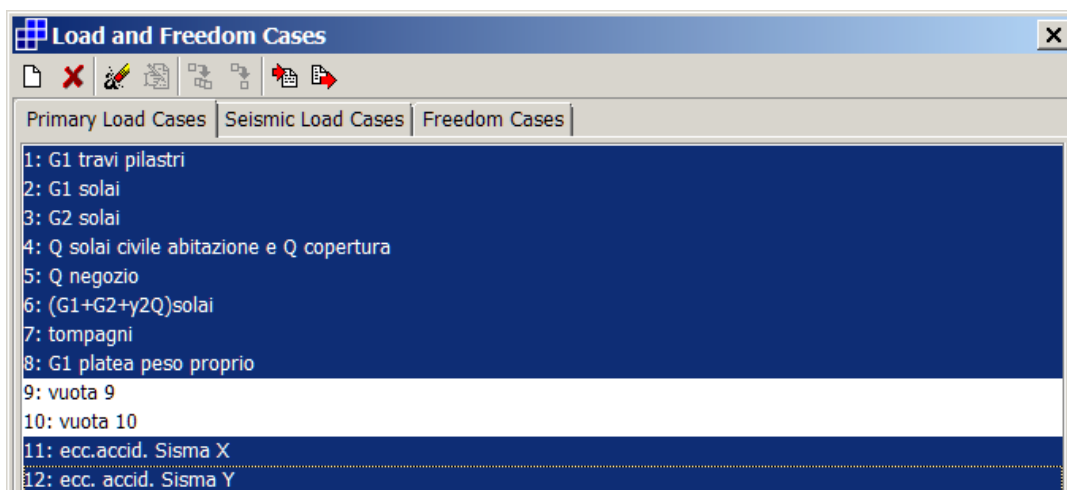 Load and Freedom Cases
Primary Load Cases Seismic Load Cases Freedom Cases
1: G1 travi pilastri
2: G1 solai
3: G2 solai
4: Q solai civile abitazione e Q copertura
5: Q negozio
6: (G1+G2+y2Q)solai
7: tompagni
8: G1 platea peso proprio
9: vuota 9
10: vuota 10
11: ecc.accid. Sisma X
12: ecc. accid. Sisma Y